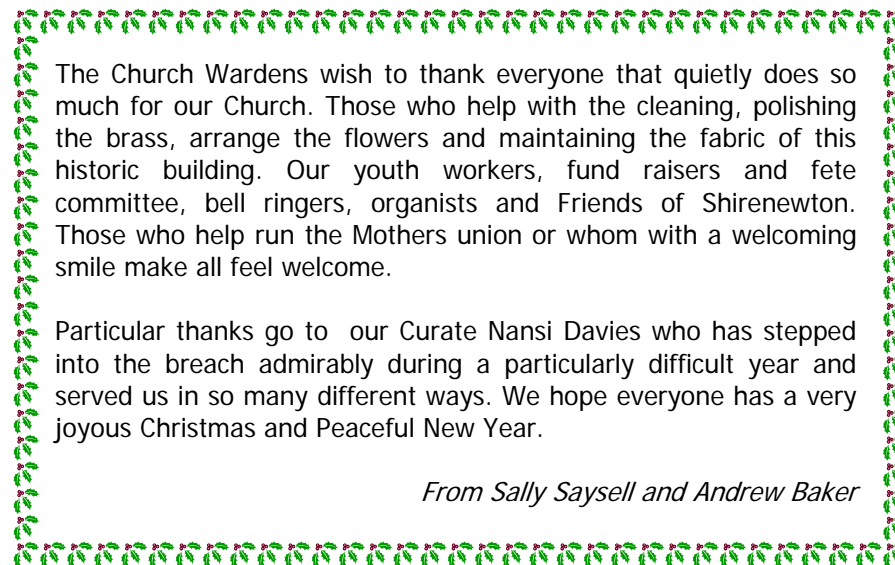 The Church Wardens wish to thank everyone that quietly does so
much for our Church. Those who help with the cleaning, polishing
the brass, arrange the flowers and maintaining the fabric of this
historic building. Our youth workers, fund raisers and fete
committee, bell ringers, organists and Friends of Shirenewton.
Those who help run the Mothers union or whom with a welcoming
smile make all feel welcome.
Particular thanks go to  our Curate Nansi Davies who has stepped
into the breach admirably during a particularly difficult year and
served us in so many different ways. We hope everyone has a very
joyous Christmas and Peaceful New Year.
From Sally Saysell and Andrew Baker